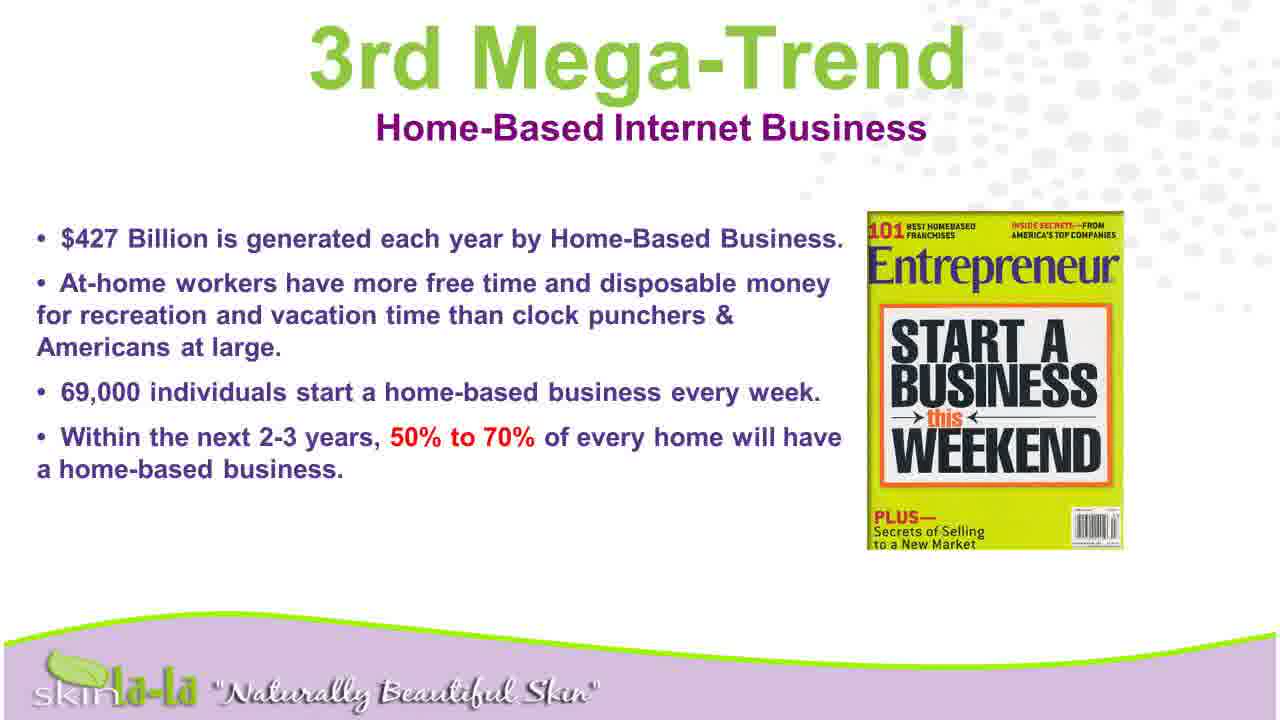 3rd Mega-Trend
Home-Based Internet Business
• $427 Billion is generated each year by Home-Based Business.
• At-home workers have more free time and disposable money
for recreation and vacation time than clock punchers &
Americans at large.
• 69,000 individuals start a home-based business every week.
• Within the next 2-3 years, 50% to 70% of every home will have
a home-based business.
101 BEST HOMEBASED
FRANCHISES
INSIDE SECRETS—FROM
AMERICA'S TOP COMPANIES
Entrepreneur
START A
BUSINESS
this
WEEKEND
PLUS—
Secrets of Selling
to a New Market
skin la-la "Naturally Beautiful Skin"